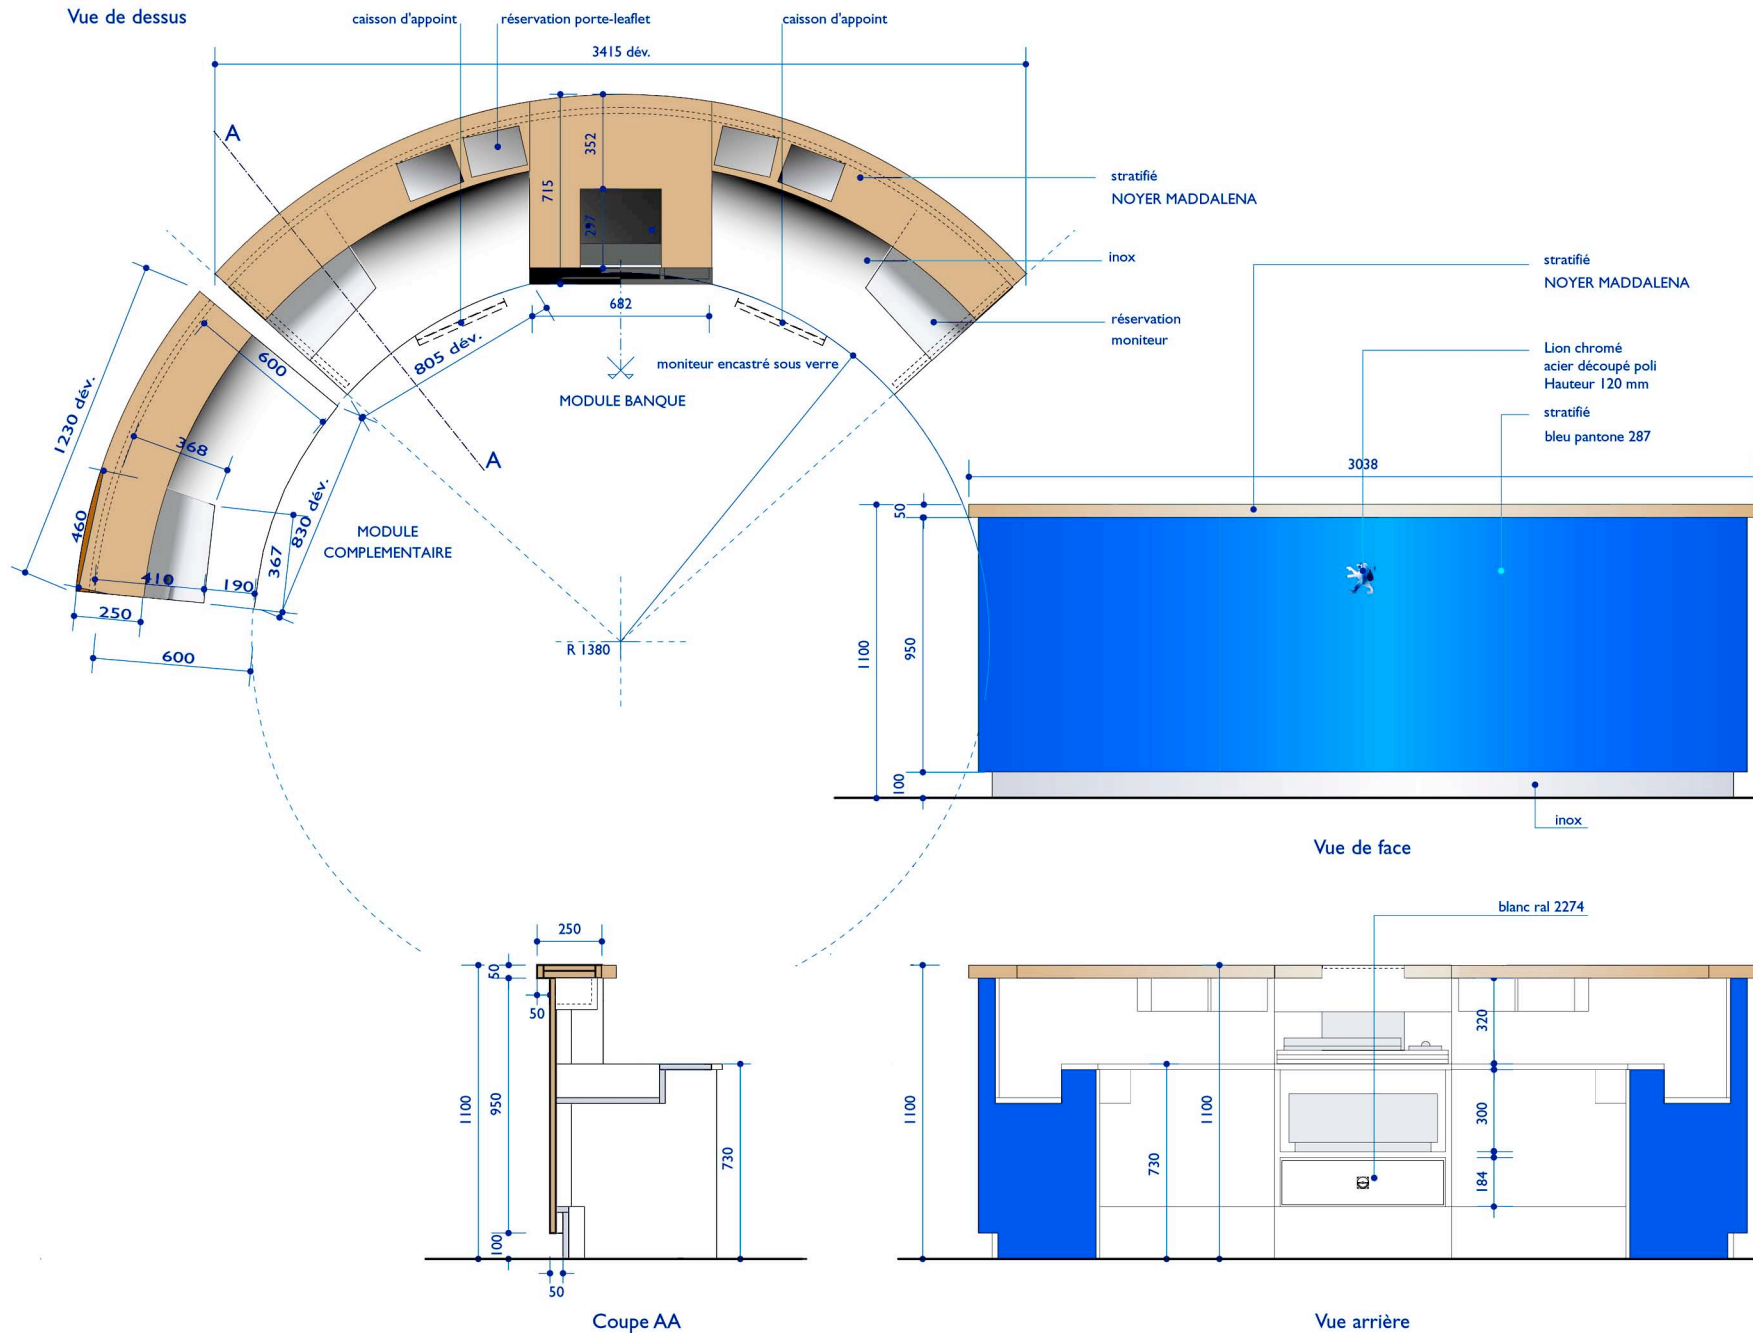 Vue de dessus
caisson d'appoint
réservation porte-leaflet
caisson d'appoint
3415 dév.
A
352
715
297
stratifié
NOYER MADDALENA
inox
stratifié
NOYER MADDALENA
682
réservation
moniteur
805 dév.
moniteur encastré sous verre
MODULE BANQUE
Lion chromé
acier découpé poli
Hauteur 120 mm
stratifié
bleu pantone 287
600
1230 dév.
368
A
3038
460
830 dév.
MODULE
COMPLEMENTAIRE
50
367
410
190
250
600
R 1380
1100
950
100
inox
Vue de face
blanc ral 2274
250
50
50
1100
950
730
100
50
Coupe AA
1100
730
1100
320
300
184
Vue arrière